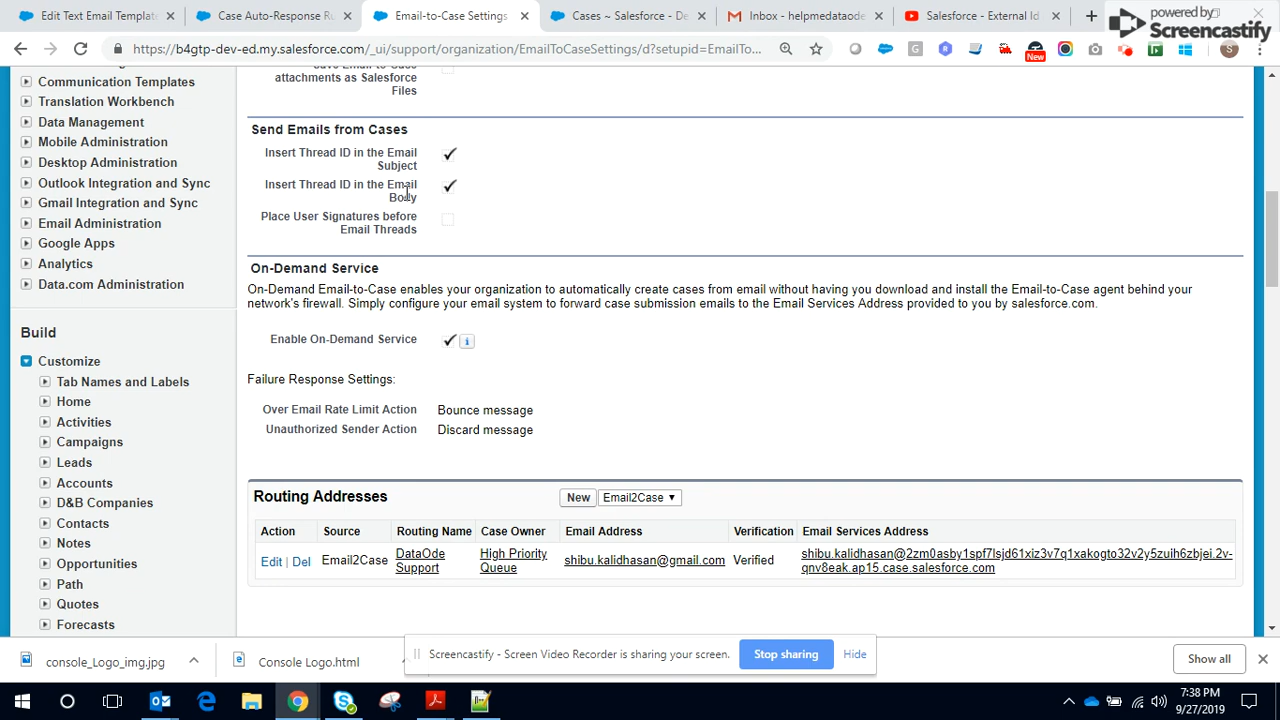 Edit Text Email Templat
Case Auto-Response R
Email-to-Case Settings
Cases ~ Salesforce - De
Inbox - helpmedataode
Salesforce - External Id
powered by
Screencastify
https://b4gtp-dev-ed.my.salesforce.com/_ui/support/organization/EmailToCaseSettings/d?setupid=EmailTo...
New
S
Communication Templates
Translation Workbench
Data Management
Mobile Administration
Desktop Administration
Outlook Integration and Sync
Gmail Integration and Sync
Email Administration
Google Apps
Analytics
Data.com Administration
Build
Customize
Tab Names and Labels
Home
Activities
Campaigns
Leads
Accounts
D&B Companies
Contacts
Notes
Opportunities
Path
Quotes
Forecasts
attachments as Salesforce
Files
Send Emails from Cases
Insert Thread ID in the Email
Subject
Insert Thread ID in the Email
Body
Place User Signatures before
Email Threads
On-Demand Service
On-Demand Email-to-Case enables your organization to automatically create cases from email without having you download and install the Email-to-Case agent behind your
network's firewall. Simply configure your email system to forward case submission emails to the Email Services Address provided to you by salesforce.com.
Enable On-Demand Service
Failure Response Settings:
Over Email Rate Limit Action Bounce message
Unauthorized Sender Action Discard message
Routing Addresses New Email2Case
Action Source Routing Name Case Owner Email Address Verification Email Services Address
Edit | Del Email2Case DataOde Support High Priority Queue shibu.kalidhasan@gmail.com Verified shibu.kalidhasan@2zm0asby1spf7lsjd61xiz3v7q1xakogto32v2y5zuih6zbjei.2v-
qnv8eak.ap15.case.salesforce.com
Screencastify - Screen Video Recorder is sharing your screen. Stop sharing Hide
console_Logo_img.jpg
Console Logo.html
Show all
7:38 PM
9/27/2019